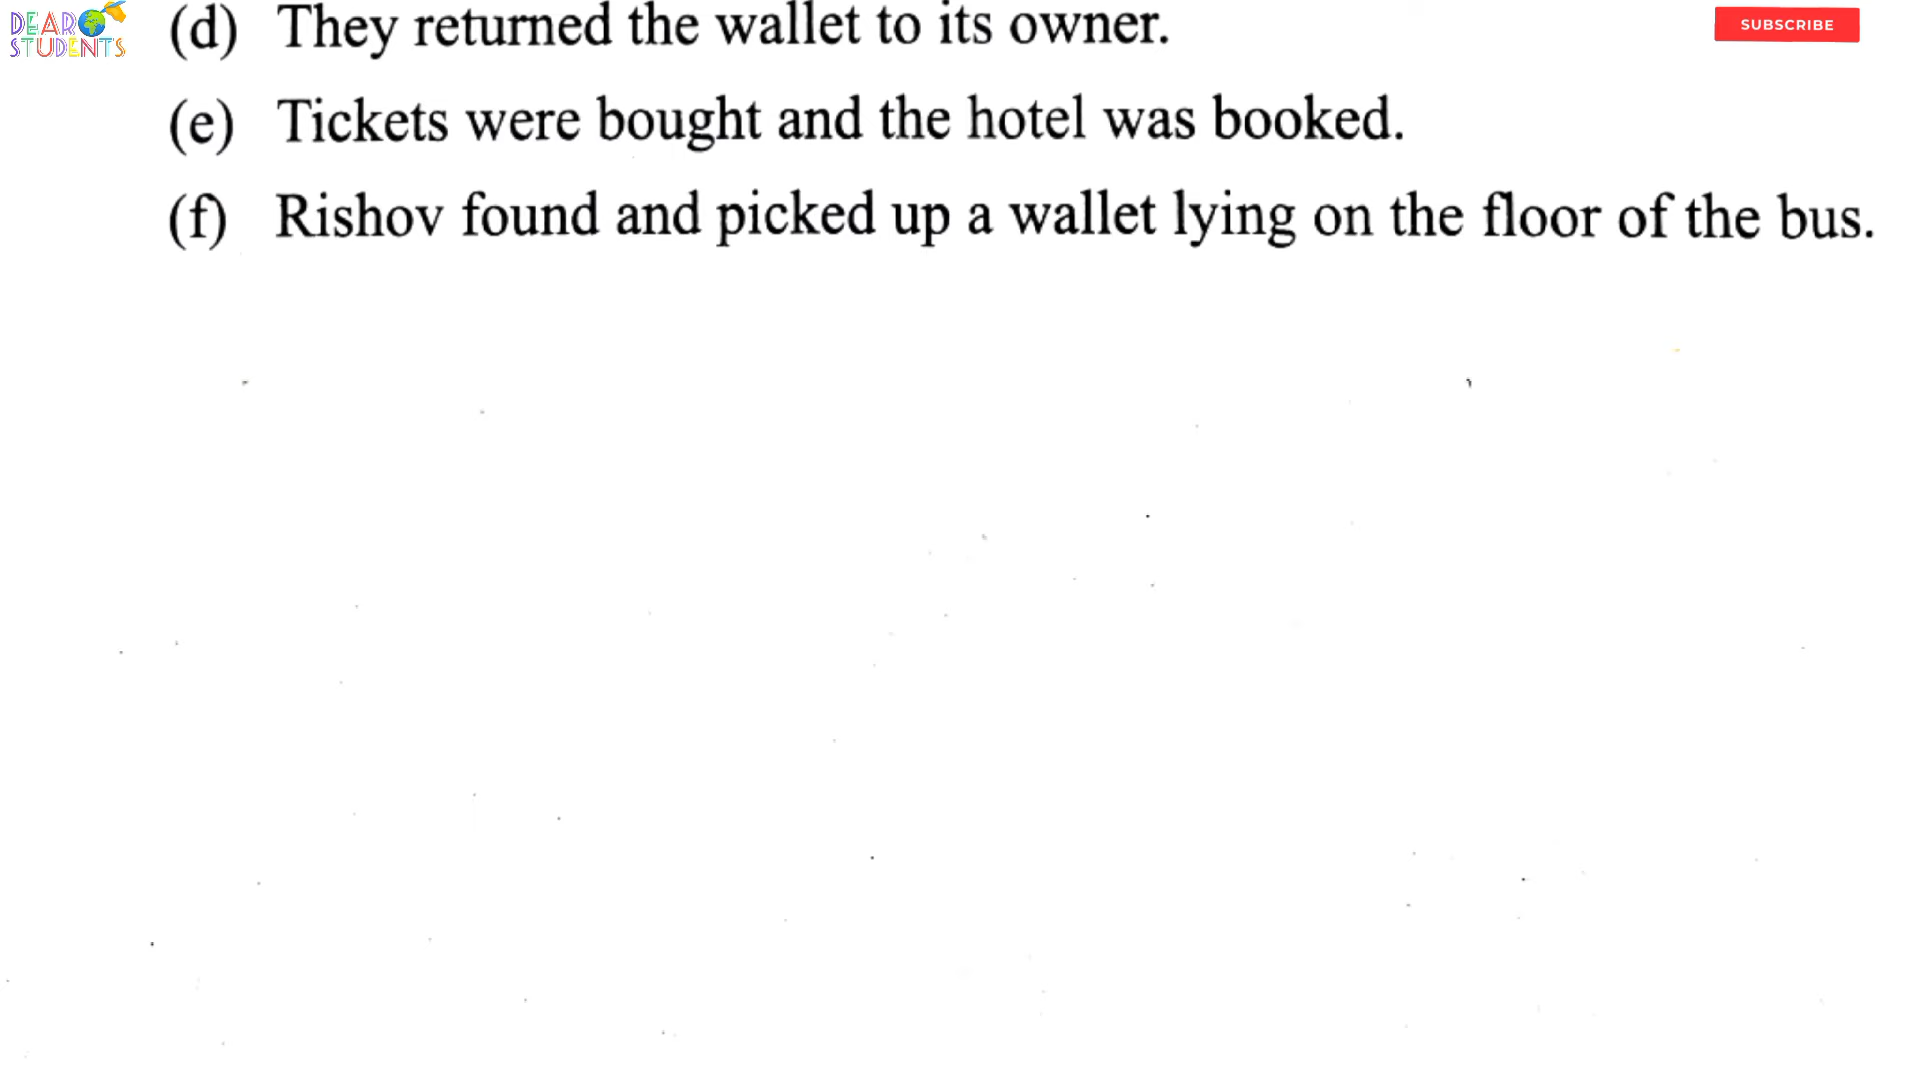 DEAR
STUDENTS
SUBSCRIBE
(d) They returned the wallet to its owner.
(e) Tickets were bought and the hotel was booked.
(f) Rishov found and picked up a wallet lying on the floor of the bus.